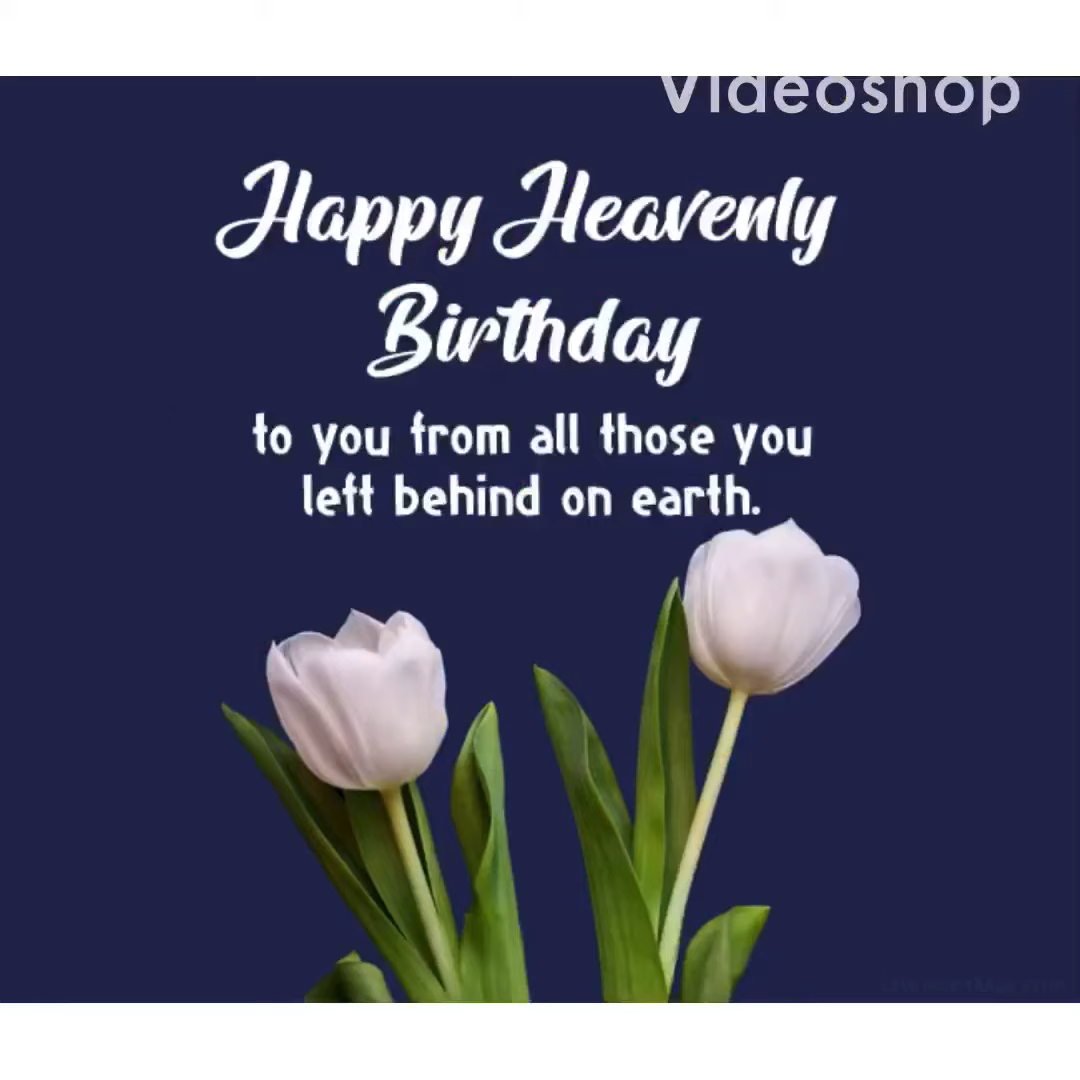 Videoshop
Happy Heavenly
Birthday
to you from all those you
left behind on earth.